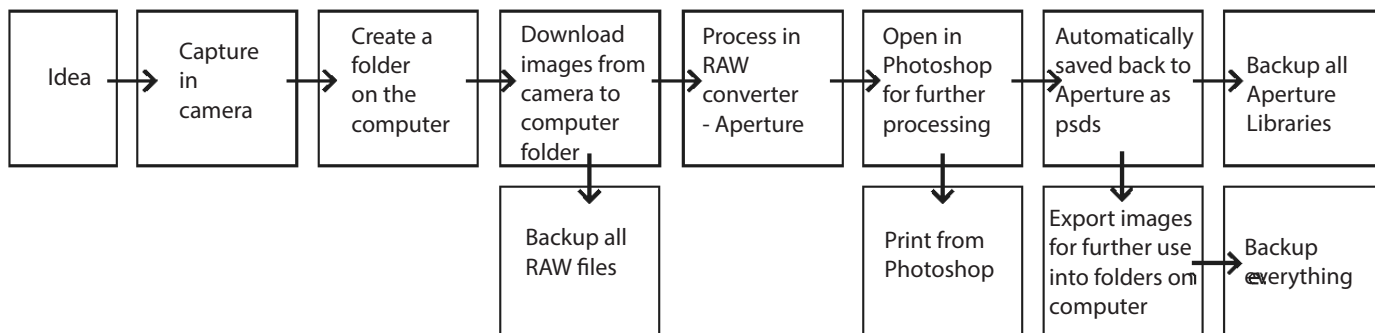 Idea
Capture
in
camera
Create a
folder
on the
computer
Download
images from
camera to
computer
folder
Process in
RAW
converter
- Aperture
Open in
Photoshop
for further
processing
Automatically
saved back to
Aperture as
psds
Backup all
Aperture
Libraries
Backup all
RAW files
Print from
Photoshop
Export images
for further use
into folders on
computer
Backup
everything